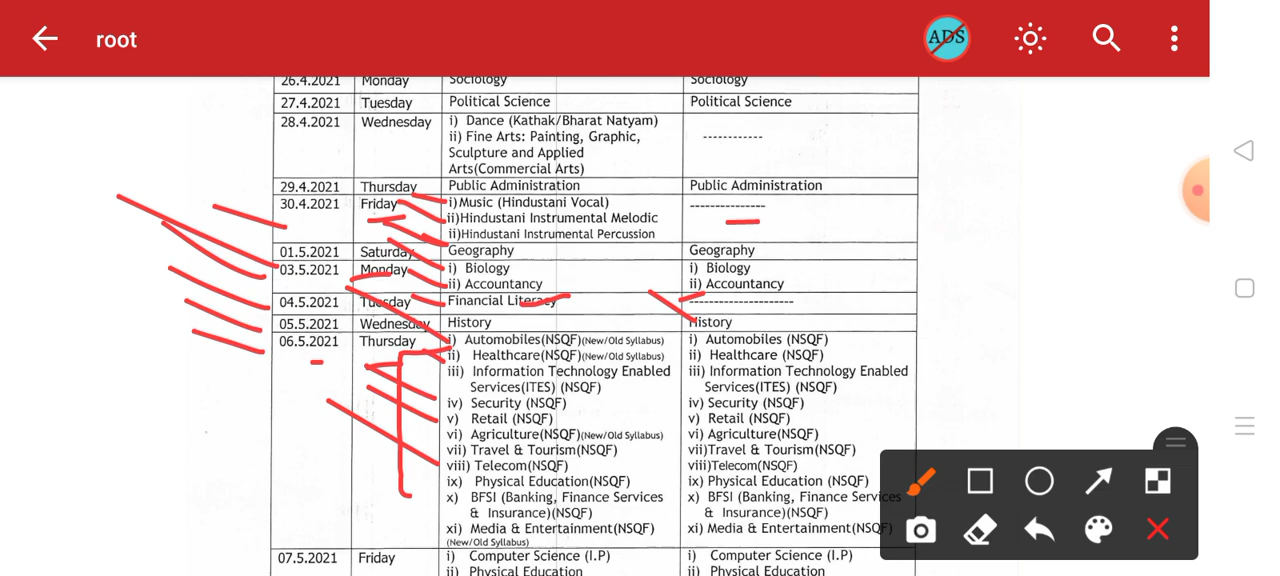 root
ADS
26.4.2021 Monday Sociology Sociology
27.4.2021 Tuesday Political Science Political Science
28.4.2021 Wednesday i) Dance (Kathak/Bharat Natyam) ------------
ii) Fine Arts: Painting, Graphic,
Sculpture and Applied
Arts(Commercial Arts)
29.4.2021 Thursday Public Administration Public Administration
30.4.2021 Friday i)Music (Hindustani Vocal) ---------------
ii)Hindustani Instrumental Melodic
ii)Hindustani Instrumental Percussion
01.5.2021 Saturday Geography Geography
03.5.2021 Monday i) Biology i) Biology
ii) Accountancy ii) Accountancy
04.5.2021 Tuesday Financial Literacy ---------------------
05.5.2021 Wednesday History History
06.5.2021 Thursday i) Automobiles(NSQF)(New/Old Syllabus) i) Automobiles (NSQF)
ii) Healthcare(NSQF)(New/Old Syllabus) ii) Healthcare (NSQF)
iii) Information Technology Enabled iii) Information Technology Enabled
Services(ITES) (NSQF) Services(ITES) (NSQF)
iv) Security (NSQF) iv) Security (NSQF)
v) Retail (NSQF) v) Retail (NSQF)
vi) Agriculture(NSQF)(New/Old Syllabus) vi) Agriculture(NSQF)
vii) Travel & Tourism(NSQF) vii)Travel & Tourism(NSQF)
viii) Telecom(NSQF) viii)Telecom(NSQF)
ix) Physical Education(NSQF) ix) Physical Education (NSQF)
x) BFSI (Banking, Finance Services x) BFSI (Banking, Finance Services
& Insurance)(NSQF) & Insurance)(NSQF)
xi) Media & Entertainment(NSQF) xi) Media & Entertainment(NSQF)
(New/Old Syllabus)
07.5.2021 Friday i) Computer Science (I.P) i) Computer Science (I.P)
ii) Physical Education ii) Physical Education